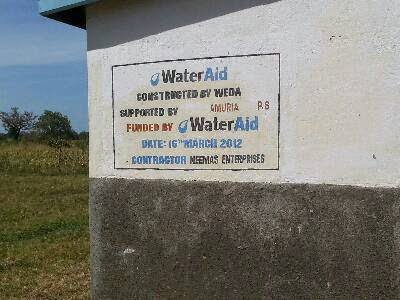 WaterAid
CONSTRUCTED BY WEDA
SUPPORTED BY AMURIA P.S
FUNDED BY WaterAid
DATE: 16TH MARCH 2012
CONTRACTOR NEEMAS ENTERPRISES